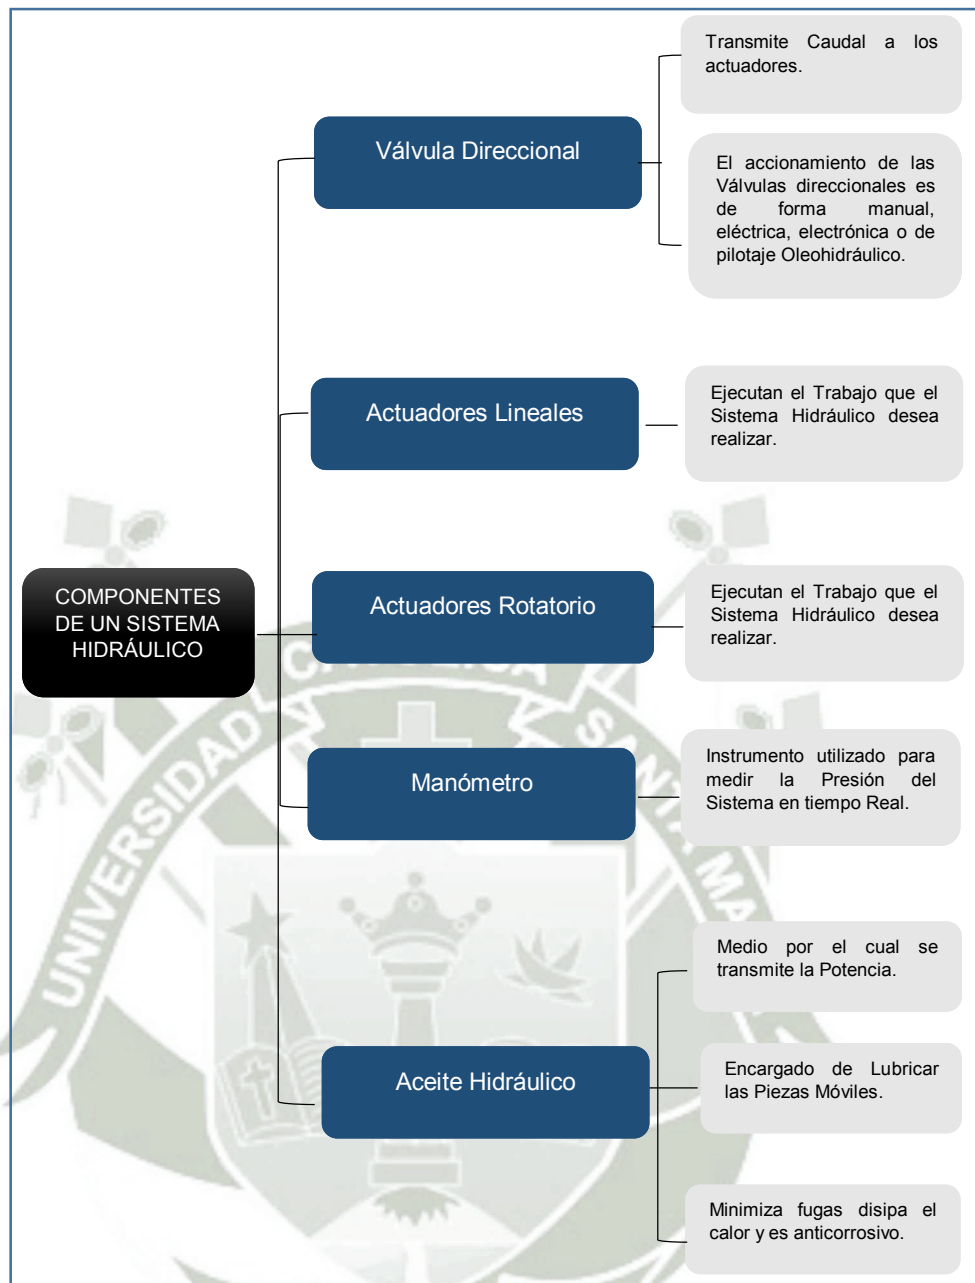 Transmite Caudal a los
actuadores.
Válvula Direccional
El accionamiento de las
Válvulas direccionales es
de forma manual,
eléctrica, electrónica o de
pilotaje Oleohidráulico.
Actuadores Lineales
Ejecutan el Trabajo que el
Sistema Hidráulico desea
realizar.
COMPONENTES
DE UN SISTEMA
HIDRÁULICO
Actuadores Rotatorio
Ejecutan el Trabajo que el
Sistema Hidráulico desea
realizar.
Manómetro
Instrumento utilizado para
medir la Presión del
Sistema en tiempo Real.
Medio por el cual se
transmite la Potencia.
Aceite Hidráulico
Encargado de Lubricar
las Piezas Móviles.
Minimiza fugas disipa el
calor y es anticorrosivo.
UNIVERSIDAD
SANTA